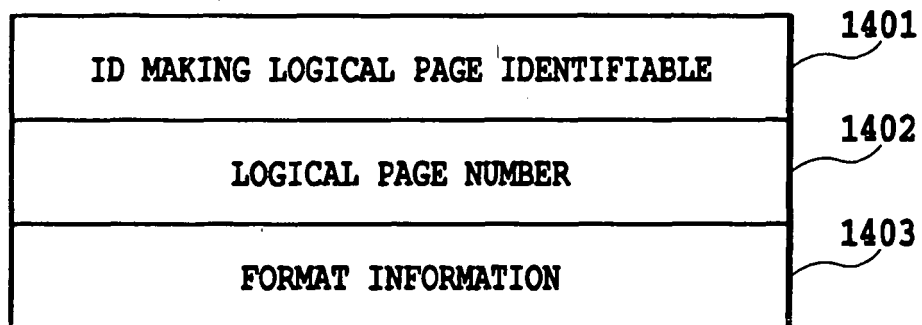 1401
ID MAKING LOGICAL PAGE IDENTIFIABLE
1402
LOGICAL PAGE NUMBER
1403
FORMAT INFORMATION